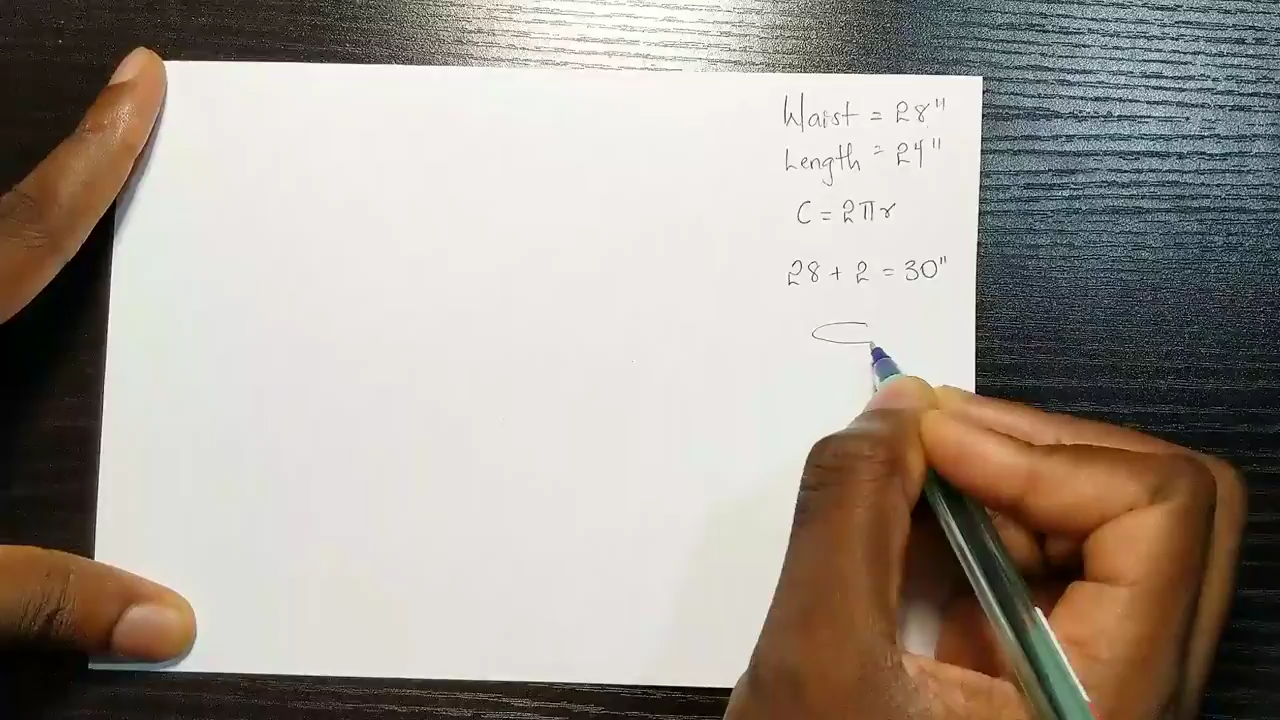 Waist = 28"
Length = 24"
C = 2πr
28 + 2 = 30"